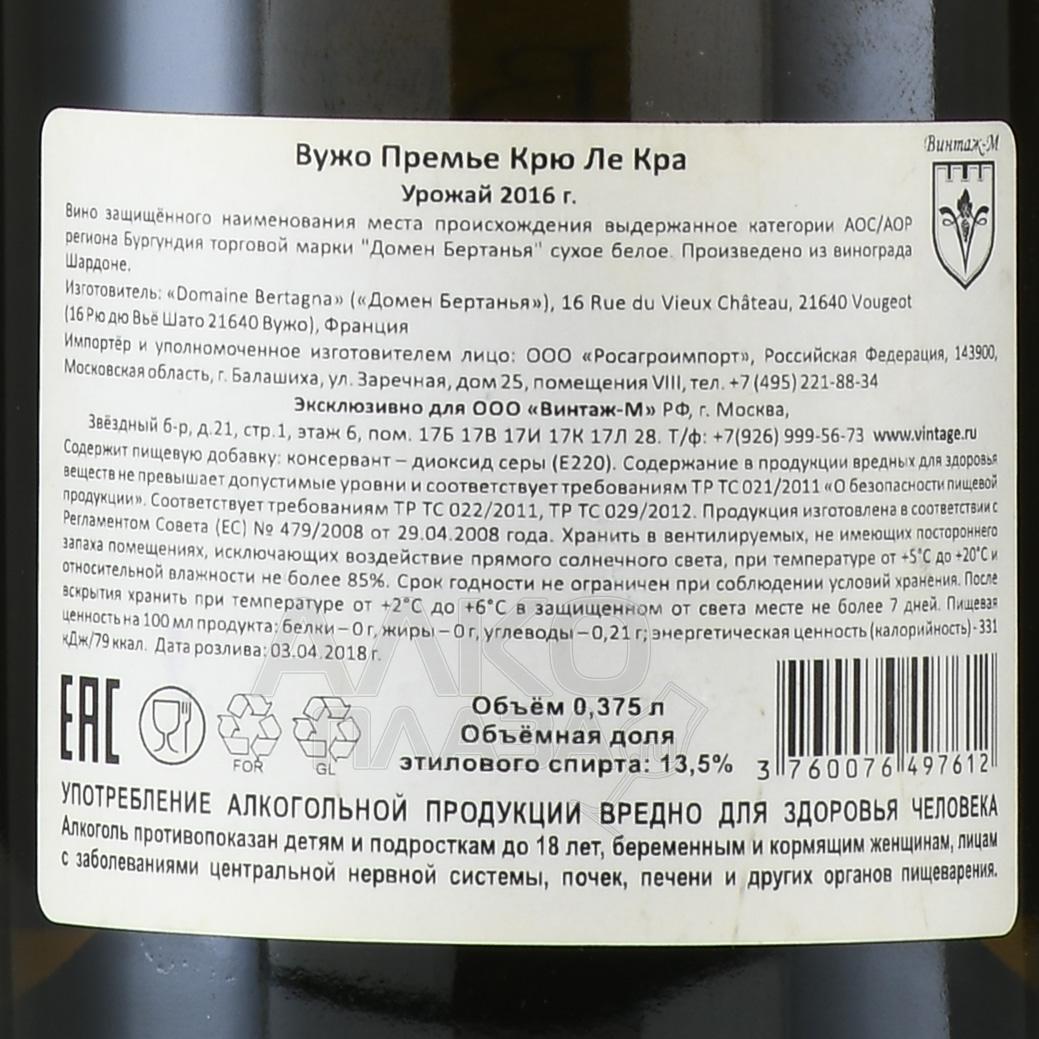 Вужо Премье Крю Ле Кра
Винтаж-М
Урожай 2016 г.
Вино защищённого наименования места происхождения выдержанное категории АОС/АОР
региона Бургундия торговой марки "Домен Бертанья" сухое белое. Произведено из винограда
Шардоне.
Изготовитель: «Domaine Bertagna» («Домен Бертанья»), 16 Rue du Vieux Château, 21640 Vougeot
(16 Рю дю Вьё Шато 21640 Вужо), Франция
Импортёр и уполномоченное изготовителем лицо: ООО «Росагроимпорт», Российская Федерация, 143900,
Московская область, г. Балашиха, ул. Заречная, дом 25, помещения VIII, тел. +7 (495) 221-88-34
Эксклюзивно для ООО «Винтаж-М» РФ, г. Москва,
Звёздный б-р, д.21, стр.1, этаж 6, пом. 17Б 17В 17И 17К 17Л 28. Т/ф: +7(926) 999-56-73 www.vintage.ru
Содержит пищевую добавку: консервант – диоксид серы (Е220). Содержание в продукции вредных для здоровья
веществ не превышает допустимые уровни и соответствует требованиям ТР ТС 021/2011 «О безопасности пищевой
продукции». Соответствует требованиям ТР ТС 022/2011, ТР ТС 029/2012. Продукция изготовлена в соответствии с
Регламентом Совета (ЕС) № 479/2008 от 29.04.2008 года. Хранить в вентилируемых, не имеющих постороннего
запаха помещениях, исключающих воздействие прямого солнечного света, при температуре от +5°С до +20°С и
относительной влажности не более 85%. Срок годности не ограничен при соблюдении условий хранения. После
вскрытия хранить при температуре от +2°С до +6°С в защищенном от света месте не более 7 дней. Пищевая
ценность на 100 мл продукта: белки – 0 г, жиры – 0 г, углеводы – 0,21 г; энергетическая ценность (калорийность) - 331
кДж/79 ккал. Дата розлива: 03.04.2018 г.
АЛКО
ПЛАЗА
EAC
FOR
GL
Объём 0,375 л
Объёмная доля
этилового спирта: 13,5%
3 760076 497612
УПОТРЕБЛЕНИЕ АЛКОГОЛЬНОЙ ПРОДУКЦИИ ВРЕДНО ДЛЯ ЗДОРОВЬЯ ЧЕЛОВЕКА
Алкоголь противопоказан детям и подросткам до 18 лет, беременным и кормящим женщинам, лицам
с заболеваниями центральной нервной системы, почек, печени и других органов пищеварения.